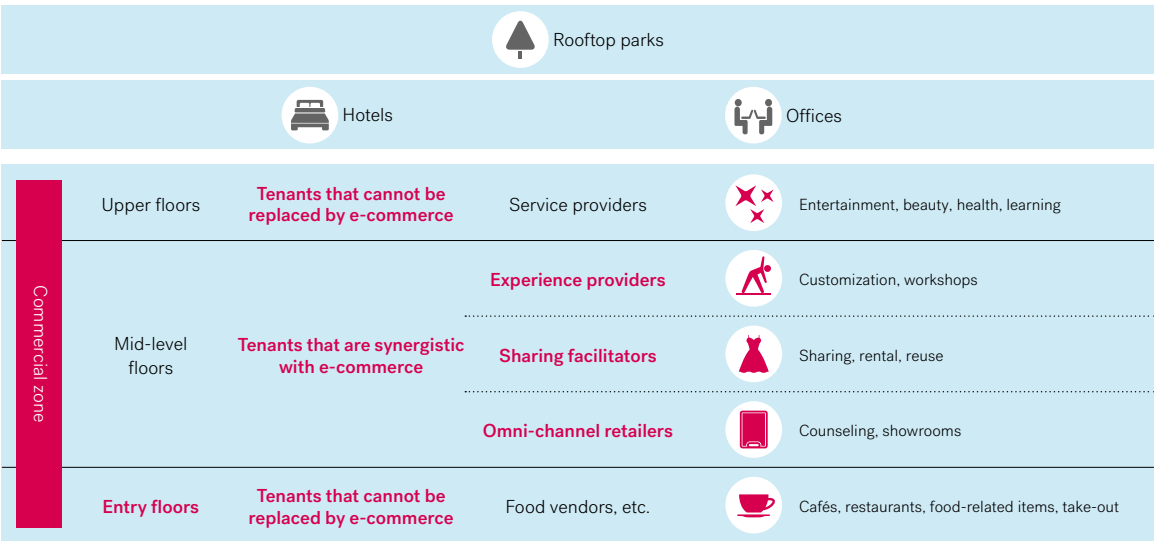 Rooftop parks
Hotels
Offices
Commercial zone
Upper floors
Tenants that cannot be
replaced by e-commerce
Service providers
Entertainment, beauty, health, learning
Mid-level
floors
Tenants that are synergistic
with e-commerce
Experience providers
Customization, workshops
Sharing facilitators
Sharing, rental, reuse
Omni-channel retailers
Counseling, showrooms
Entry floors
Tenants that cannot be
replaced by e-commerce
Food vendors, etc.
Cafés, restaurants, food-related items, take-out